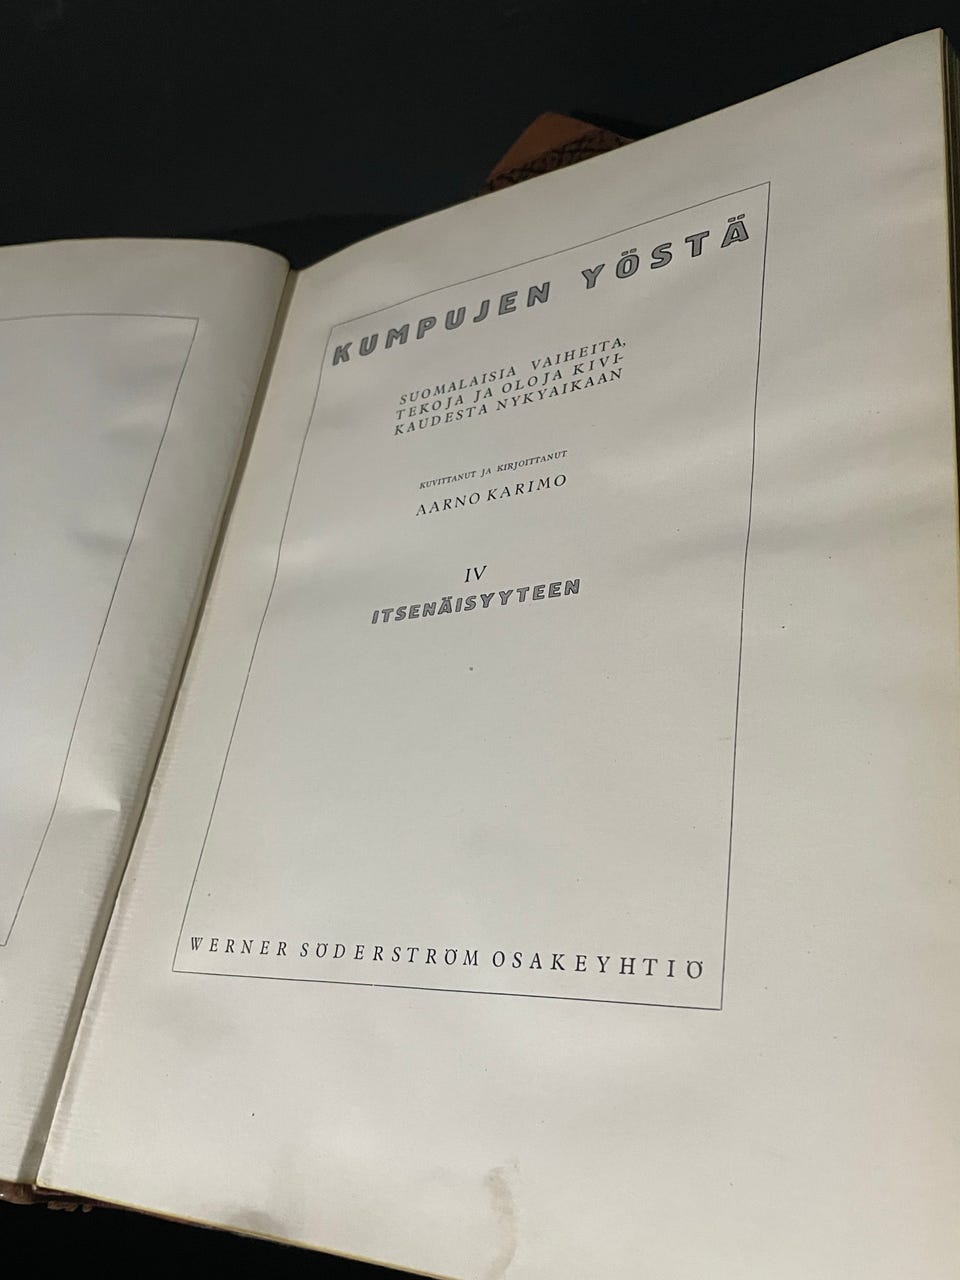 KUMPUJEN YÖSTÄ
SUOMALAISIA VAIHEITA,
TEKOJA JA OLOJA KIVI-
KAUDESTA NYKYAIKAAN
KUVITTANUT JA KIRJOITTANUT
AARNO KARIMO
IV
ITSENÄISYYTEEN
WERNER SÖDERSTRÖM OSAKEYHTIÖ